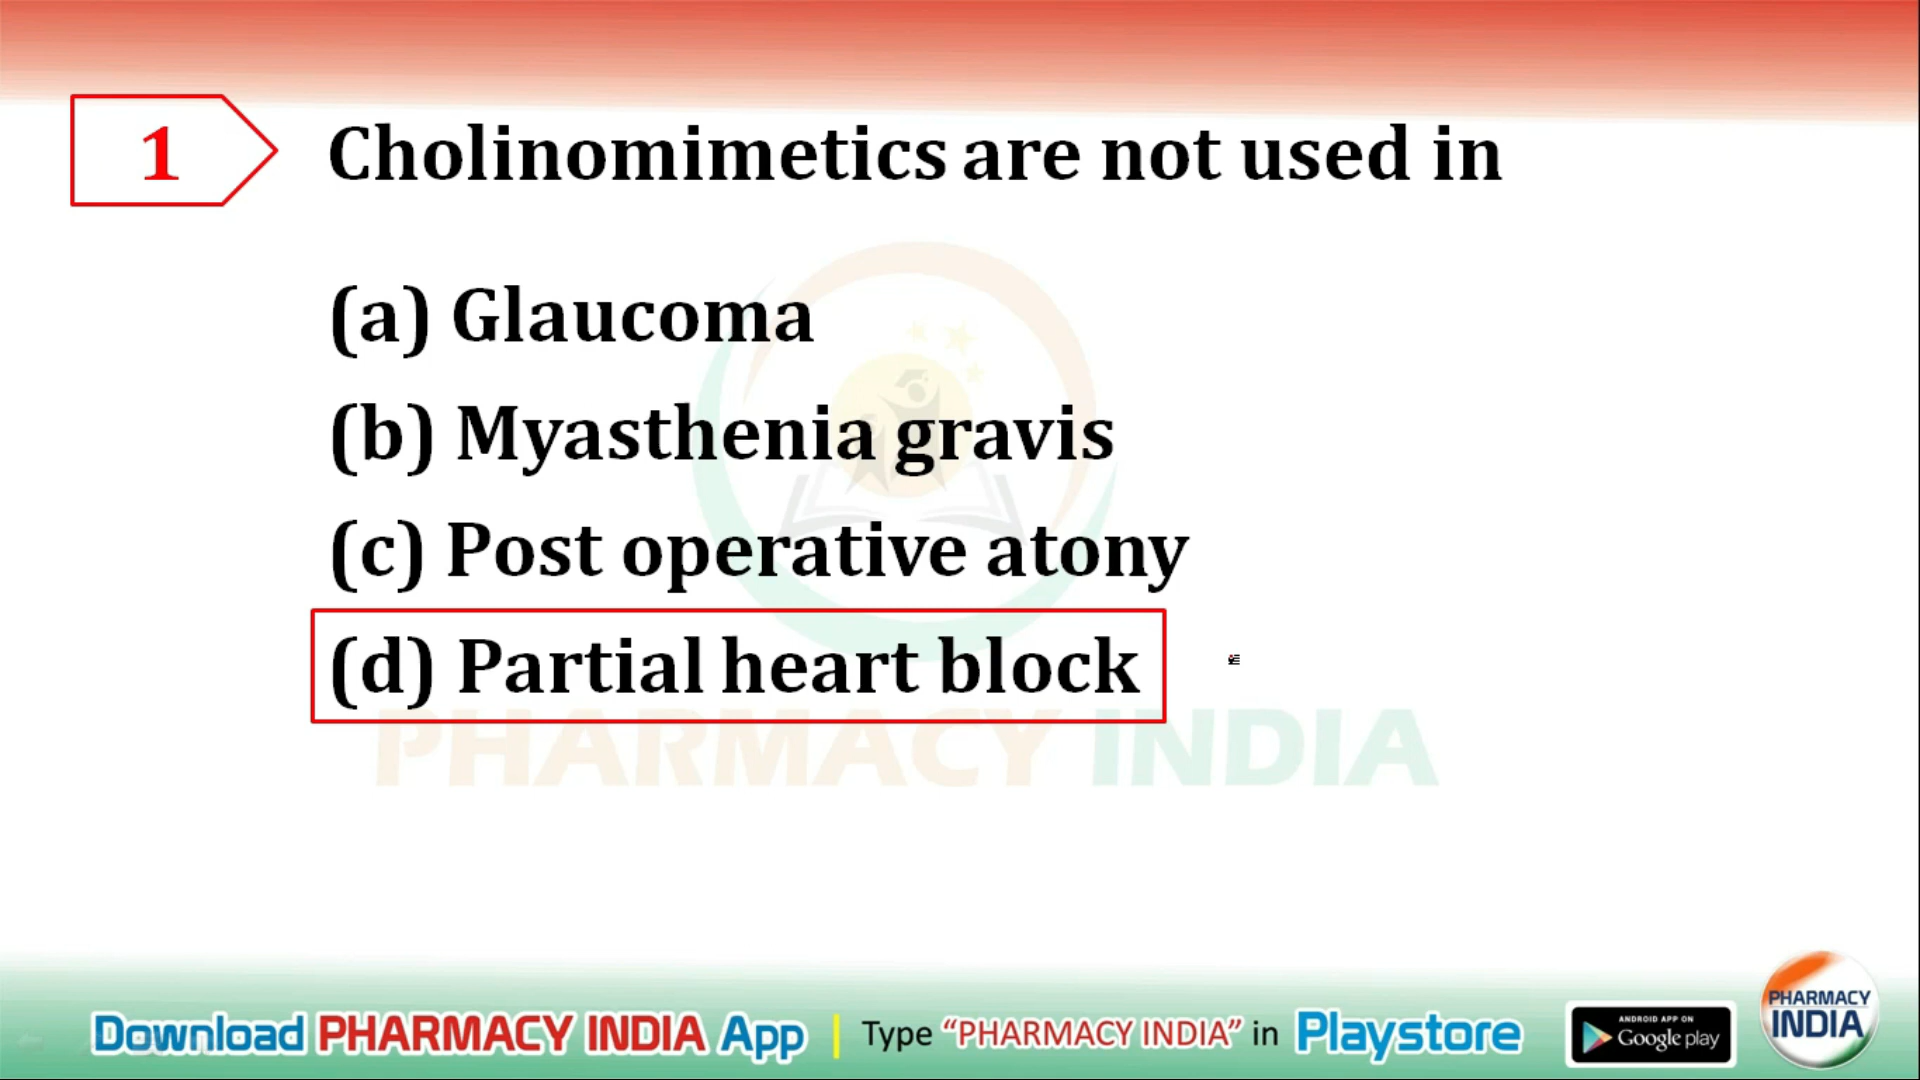 1
Cholinomimetics are not used in
(a) Glaucoma
(b) Myasthenia gravis
(c) Post operative atony
(d) Partial heart block
PHARMACY INDIA
Download PHARMACY INDIA App | Type “PHARMACY INDIA” in Playstore
ANDROID APP ON
Google play
PHARMACY
INDIA